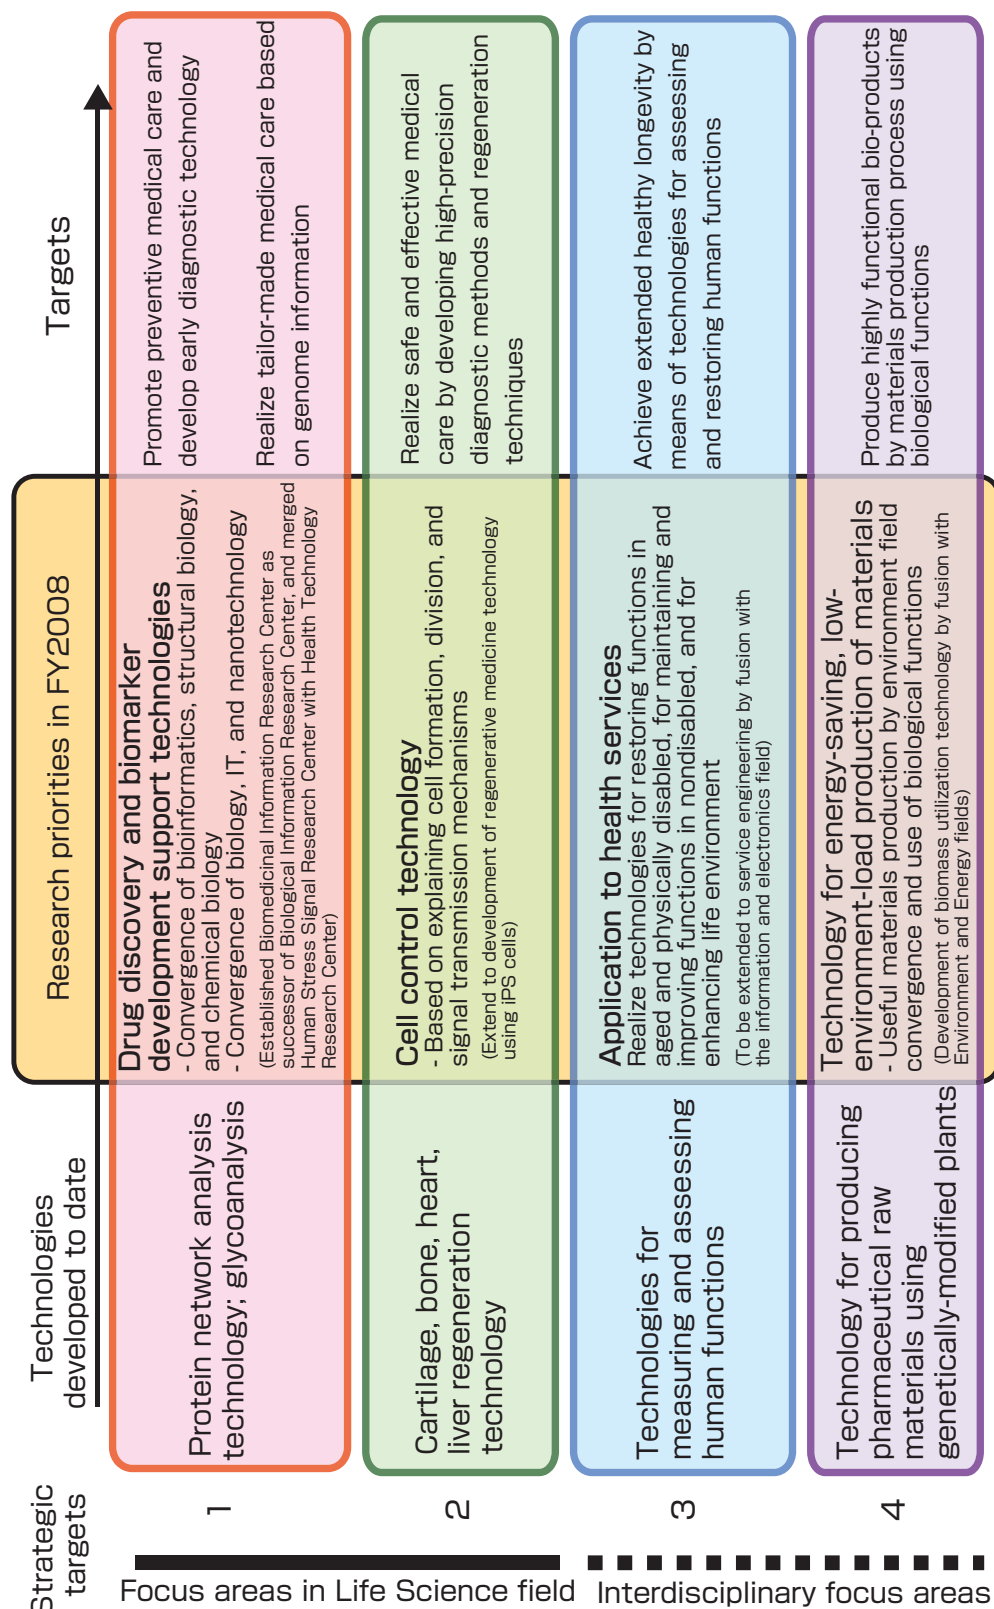 Strategic
targets
Technologies
developed to date
Research priorities in FY2008
Targets
Focus areas in Life Science field
1
Protein network analysis
technology; glycoanalysis
Drug discovery and biomarker
development support technologies
- Convergence of bioinformatics, structural biology,
and chemical biology
- Convergence of biology, IT, and nanotechnology
(Established Biomedicinal Information Research Center as
successor of Biological Information Research Center, and mergd
Human Stress Signal Research Center with Health Technology
Research Center)
Promote preventive medical care and
develop early diagnostic technology
Realize tailor-made medical care based
on genome information
2
Cartilage, bone, heart,
liver regeneration
technology
Cell control technology
- Based on explaining cell formation, division, and
signal transmission mechanisms
(Extend to development of regenerative medicine technology
using iPS cells)
Realize safe and effective medical
care by developing high-precision
diagnostic methods and regeneration
techniques
Interdisciplinary focus areas
3
Technologies for
measuring and assessing
human functions
Application to health services
Realize technologies for restoring functions in
aged and physically disabled, for maintaining and
improving functions in nondisabled, and for
enhancing life environment
(To be extended to service engineering by fusion with
the information and electronics field)
Achieve extended healthy longevity by
means of technologies for assessing
and restoring human functions
4
Technology for producing
pharmaceutical raw
materials using
genetically-modified plants
Technology for energy-saving, low-
environment-load production of materials
- Useful materials production by environment field
convergence and use of biological functions
(Development of biomass utilization technology by fusion with
Environment and Energy fields)
Produce highly functional bio-products
by materials production process using
biological functions